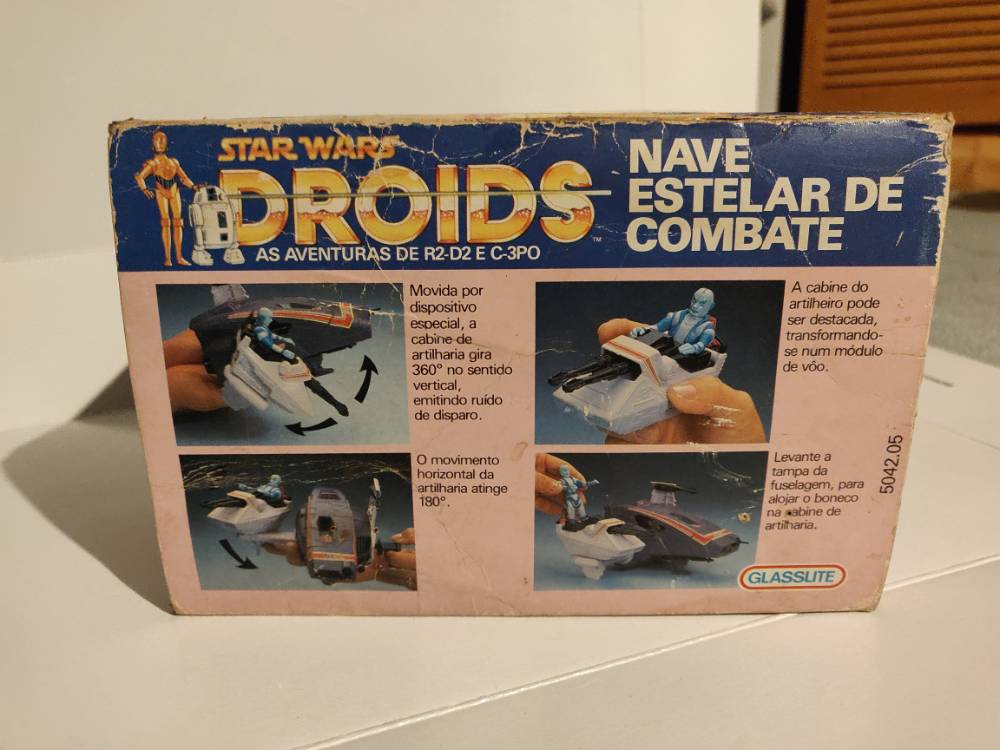 STAR WARS
DROIDS™
AS AVENTURAS DE R2-D2 E C-3PO
NAVE
ESTELAR DE
COMBATE
Movida por
dispositivo
especial, a
cabine de
artilharia gira
360° no sentido
vertical,
emitindo ruído
de disparo.
A cabine do
artilheiro pode
ser destacada,
transformando-
se num módulo
de vôo.
O movimento
horizontal da
artilharia atinge
180°.
Levante a
tampa da
fuselagem, para
alojar o boneco
na cabine de
artilharia.
5042.05
GLASSLITE